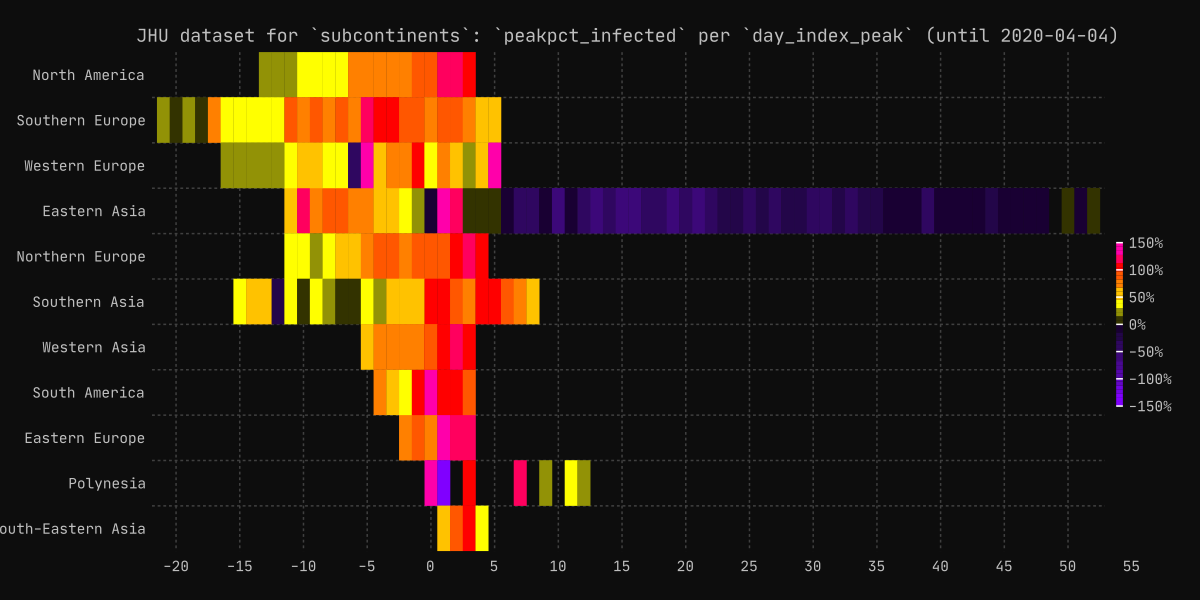 JHU dataset for `subcontinents`: `peakpct_infected` per `day_index_peak` (until 2020-04-04)
North America
Southern Europe
Western Europe
Eastern Asia
Northern Europe
Southern Asia
Western Asia
South America
Eastern Europe
Polynesia
outh-Eastern Asia
150%
100%
50%
0%
-50%
-100%
-150%
-20 -15 -10 -5 0 5 10 15 20 25 30 35 40 45 50 55